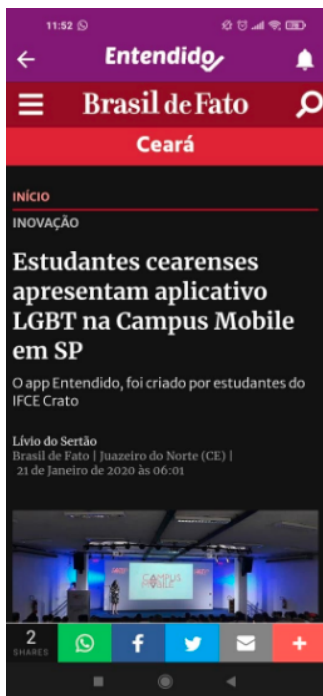 11:52
Entendido
Brasil de Fato
Ceará
INÍCIO
INOVAÇÃO
Estudantes cearenses
apresentam aplicativo
LGBT na Campus Mobile
em SP
O app Entendido, foi criado por estudantes do
IFCE Crato
Lívio do Sertão
Brasil de Fato | Juazeiro do Norte (CE) |
21 de Janeiro de 2020 às 06:01
CAMPUS
MOBILE
2
SHARES